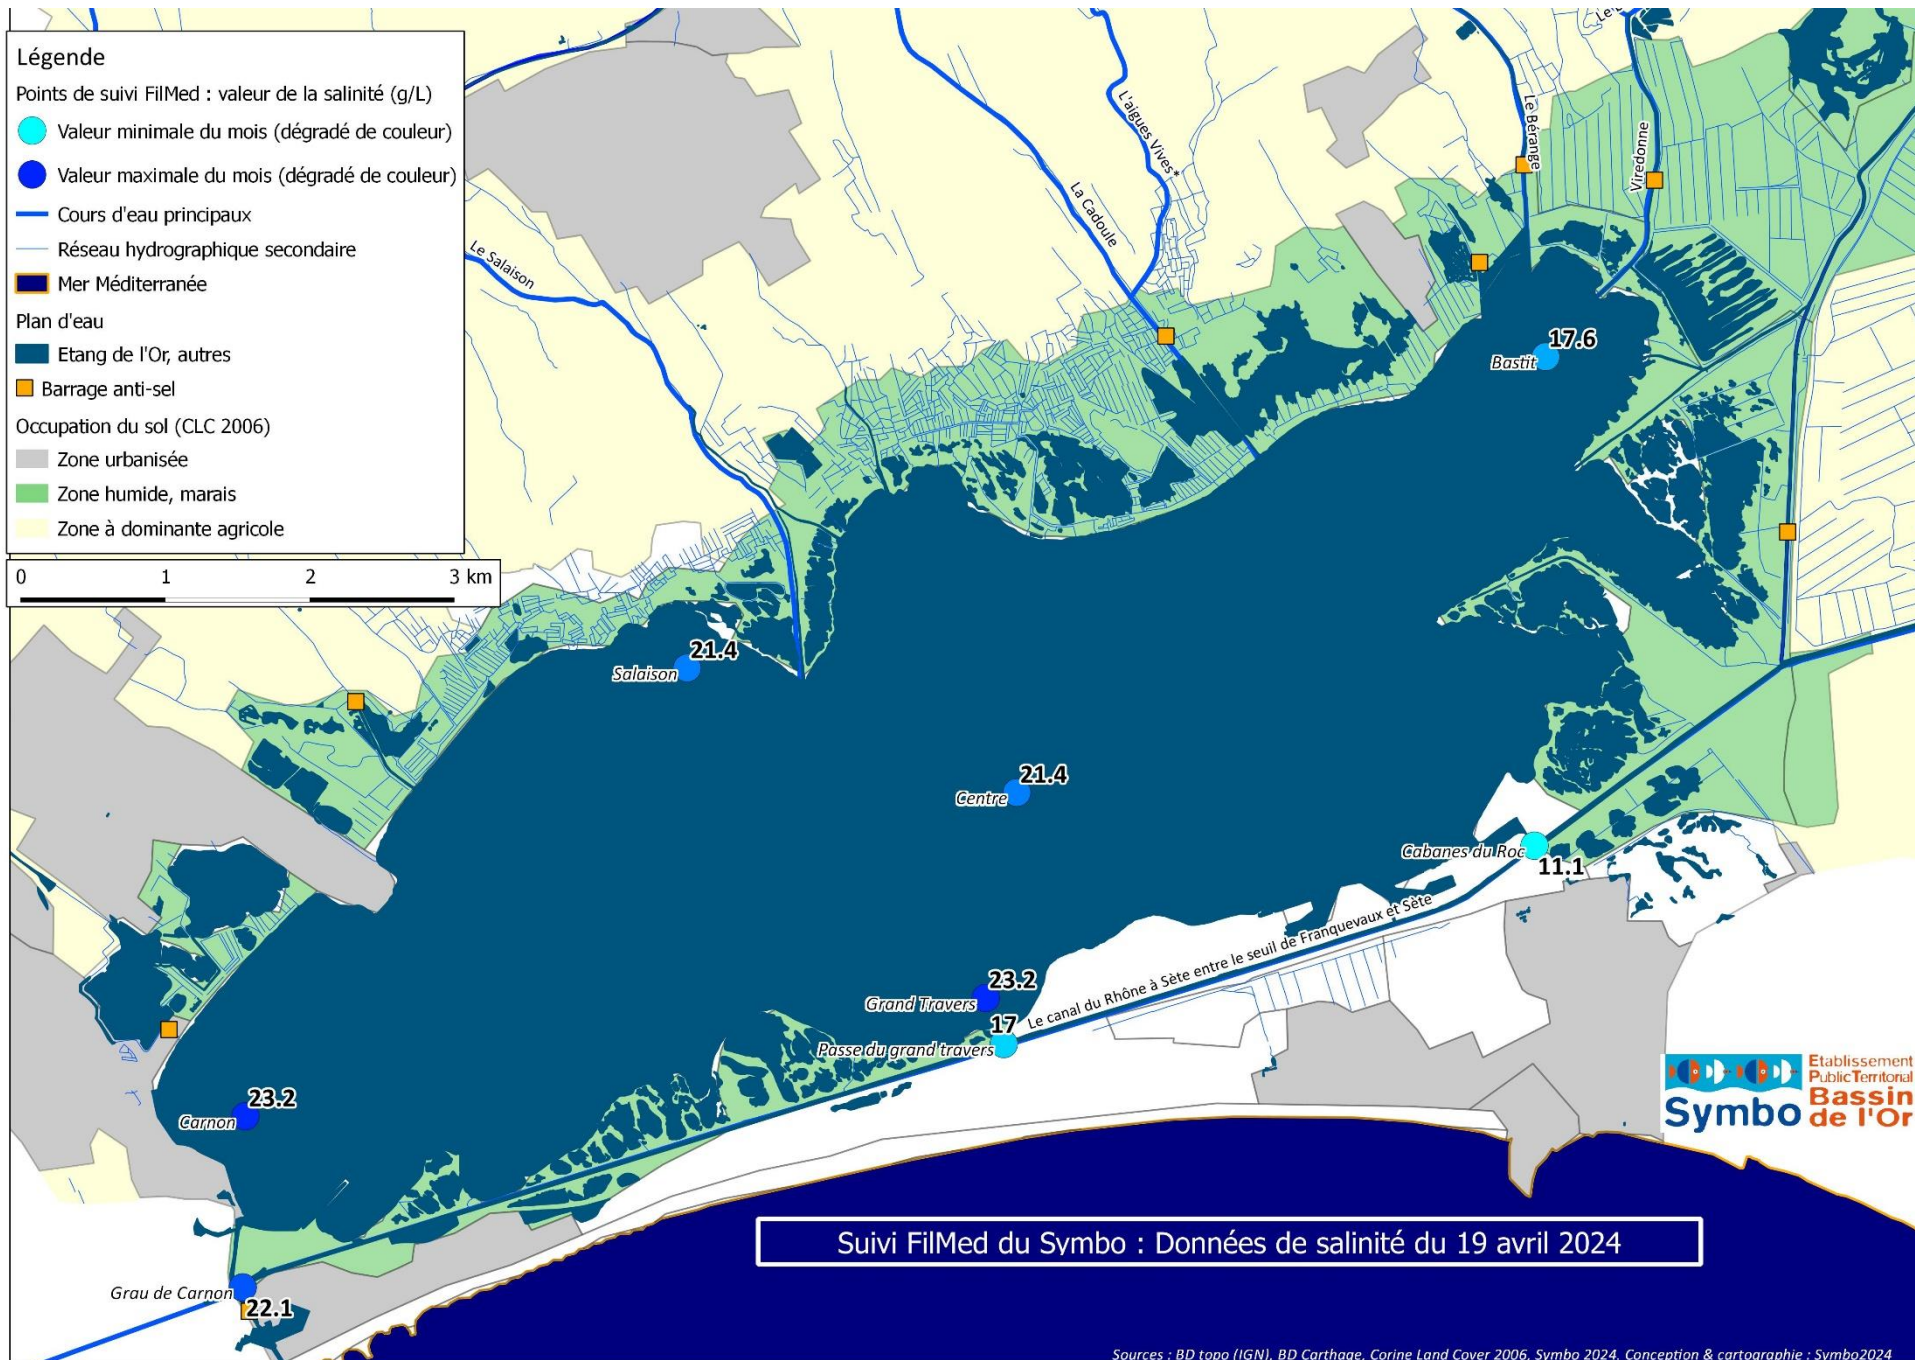 Légende
Points de suivi FilMed : valeur de la salinité (g/L)
Valeur minimale du mois (dégradé de couleur)
Valeur maximale du mois (dégradé de couleur)
Cours d'eau principaux
Réseau hydrographique secondaire
Mer Méditerranée
Plan d'eau
Etang de l'Or, autres
Barrage anti-sel
Occupation du sol (CLC 2006)
Zone urbanisée
Zone humide, marais
Zone à dominante agricole
0 1 2 3 km
Le Salaison
La Cadoule
L'aigues Vives*
Le Bérange
Viredonne
17.6
Bastit
21.4
Salaison
21.4
Centre
Cabanes du Roc
11.1
Le canal du Rhône à Sète entre le seuil de Franquevaux et Sète
23.2
Grand Travers
17
Passe du grand travers
23.2
Carnon
Grau de Carnon
22.1
Symbo
Etablissement
Public Territorial
Bassin
de l'Or
Suivi FilMed du Symbo : Données de salinité du 19 avril 2024
Sources : BD topo (IGN), BD Carthage, Corine Land Cover 2006, Symbo 2024. Conception & cartographie : Symbo2024